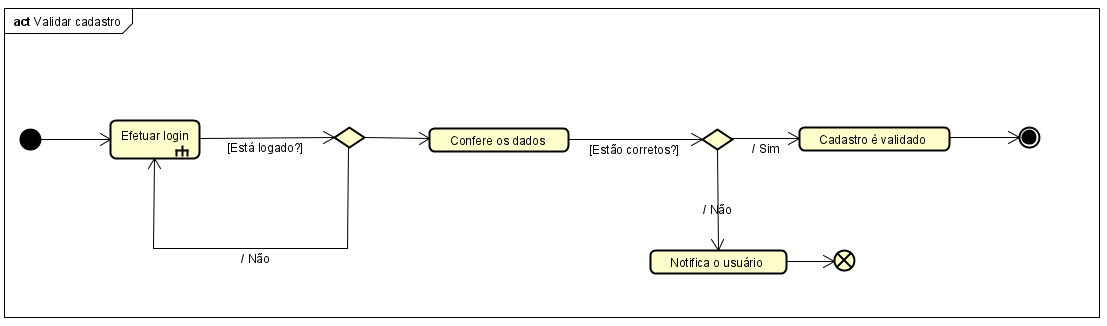 act Validar cadastro
Efetuar login
[Está logado?]
/ Não
Confere os dados
[Estão corretos?]
/ Sim
Cadastro é validado
/ Não
Notifica o usuário